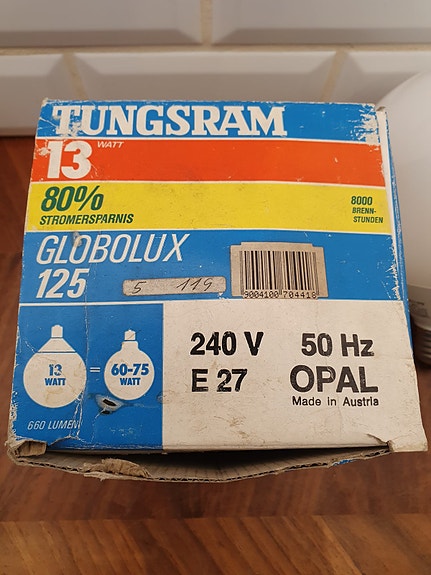 TUNGSRAM
13 WATT
80%
STROMERSPARNIS
8000
BRENN-
STUNDEN
GLOBOLUX
125
5 119
9004100 704418
13
WATT
=
60-75
WATT
660 LUMEN
240 V 50 Hz
E 27 OPAL
Made in Austria